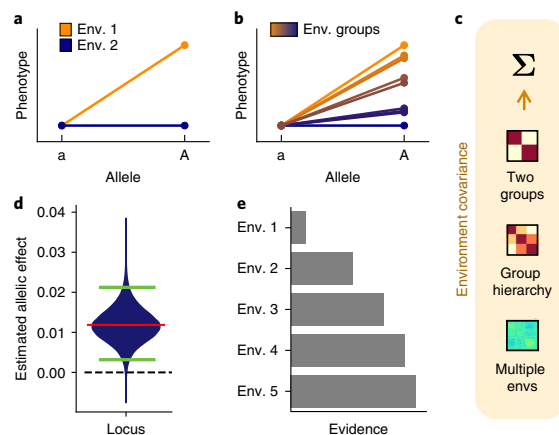 a
Env. 1
Env. 2
Phenotype
a
A
Allele
b
Env. groups
Phenotype
a
A
Allele
c
Σ
Environment covariance
Two
groups
Group
hierarchy
Multiple
envs
d
Estimated allelic effect
0.04
0.03
0.02
0.01
0.00
Locus
e
Env. 1
Env. 2
Env. 3
Env. 4
Env. 5
Evidence